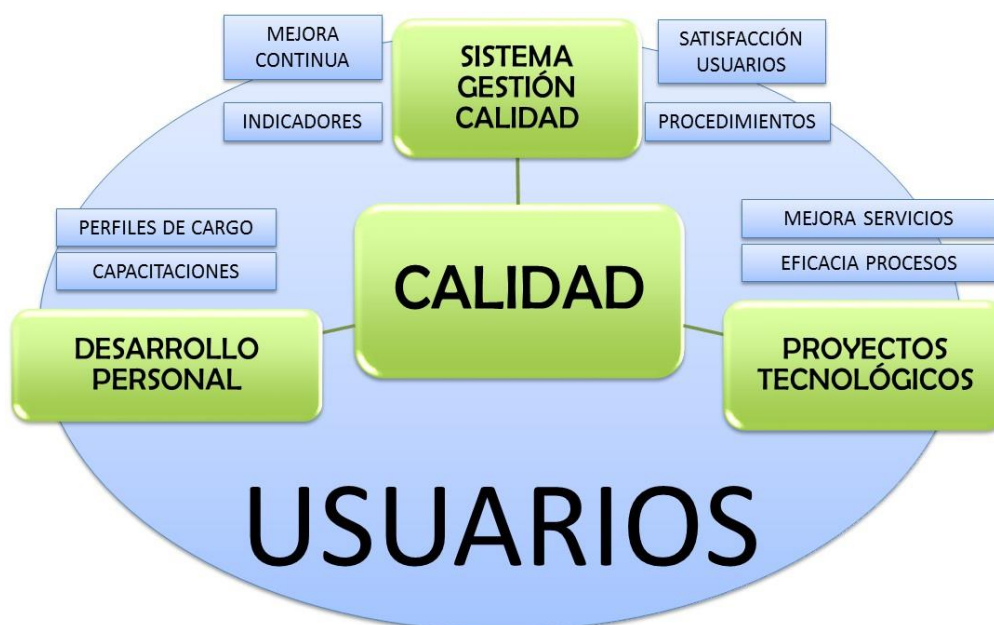 MEJORA
CONTINUA
SISTEMA
GESTIÓN
CALIDAD
SATISFACCIÓN
USUARIOS
INDICADORES
PROCEDIMIENTOS
PERFILES DE CARGO
CAPACITACIONES
CALIDAD
MEJORA SERVICIOS
EFICACIA PROCESOS
DESARROLLO
PERSONAL
PROYECTOS
TECNOLÓGICOS
USUARIOS